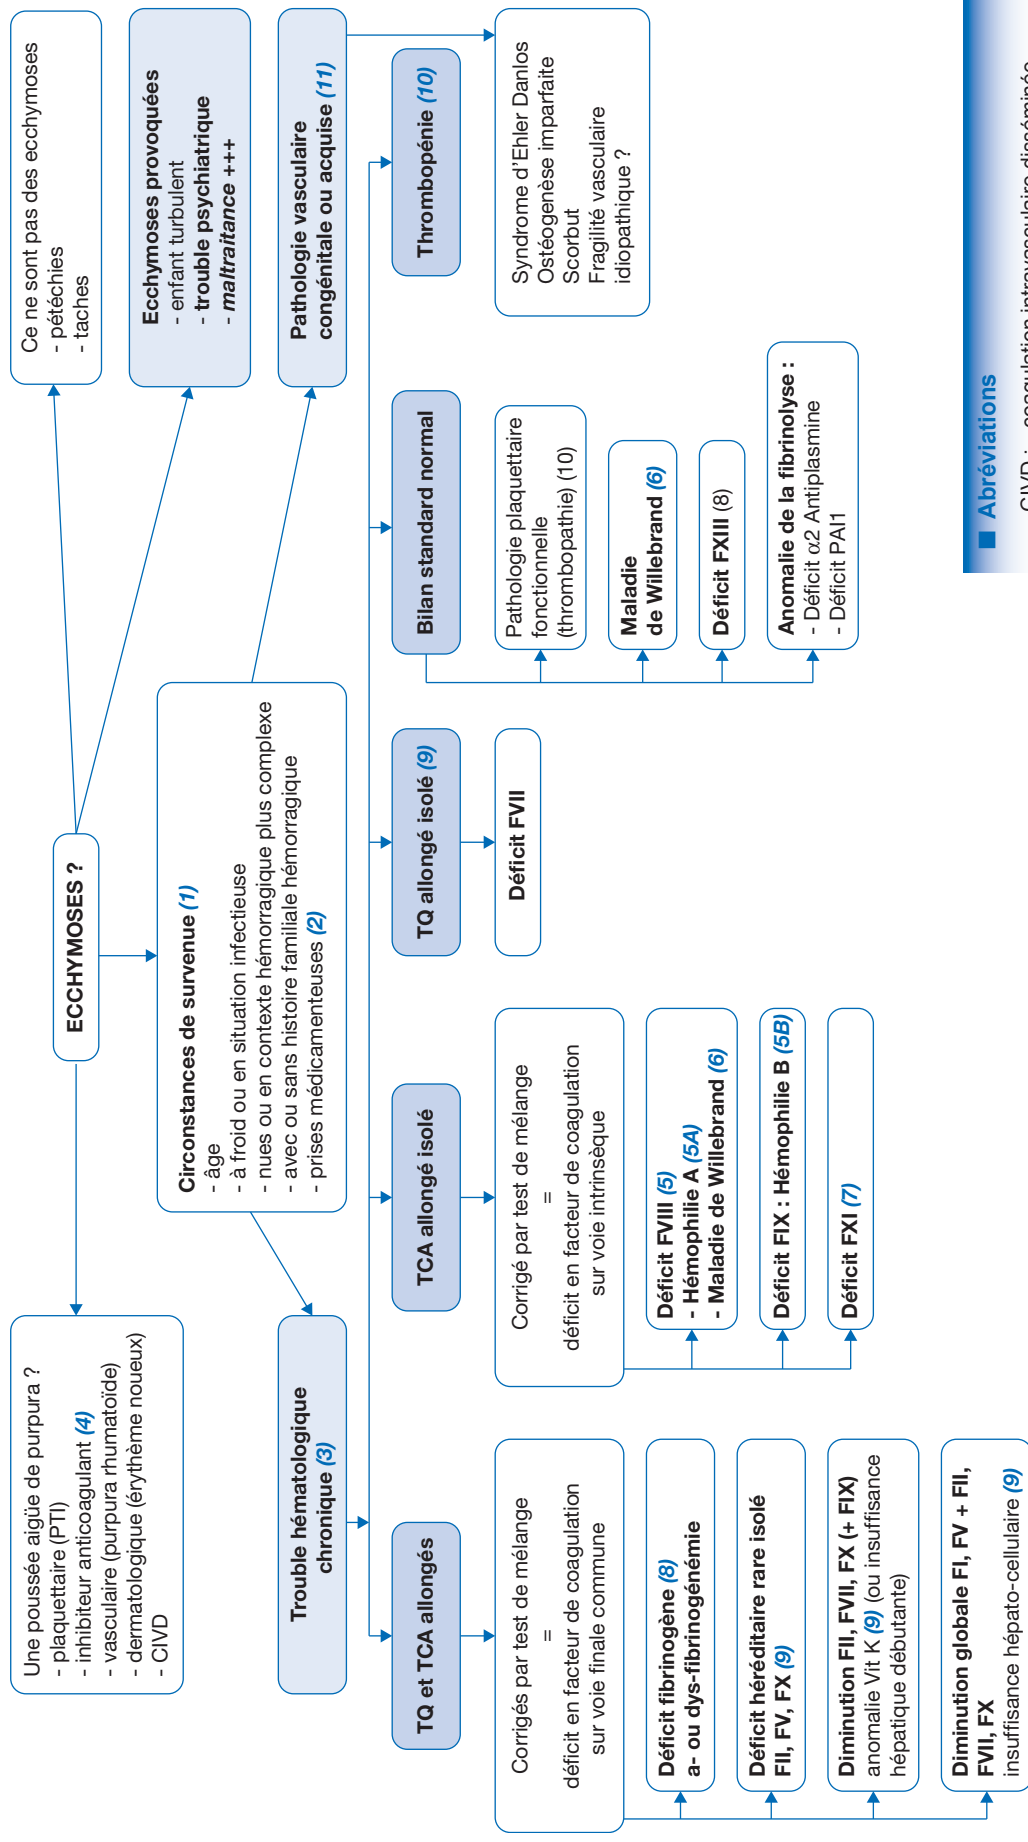 ECCHYMOSES ?
Une poussée aigüe de purpura ?
- plaquettaire (PTI)
- inhibiteur anticoagulant (4)
- vasculaire (purpura rhumatoïde)
- dermatologique (érythème noueux)
- CIVD
Circonstances de survenue (1)
- âge
- à froid ou en situation infectieuse
- nues ou en contexte hémorragique plus complexe
- avec ou sans histoire familiale hémorragique
- prises médicamenteuses (2)
Ce ne sont pas des ecchymoses
- pétéchies
- taches
Ecchymoses provoquées
- enfant turbulent
- trouble psychiatrique
- maltraitance +++
Pathologie vasculaire
congénitale ou acquise (11)
Trouble hématologique
chronique (3)
TQ et TCA allongés
TCA allongé isolé
TQ allongé isolé (9)
Bilan standard normal
Thrombopénie (10)
Corrigés par test de mélange
=
déficit en facteur de coagulation
sur voie finale commune
Déficit fibrinogène (8)
a- ou dys-fibrinogénémie
Déficit héréditaire rare isolé
FII, FV, FX (9)
Diminution FII, FVII, FX (+ FIX)
anomalie Vit K (9) (ou insuffisance
hépatique débutante)
Diminution globale FI, FV + FII,
FVII, FX
insuffisance hépato-cellulaire (9)
Corrigé par test de mélange
=
déficit en facteur de coagulation
sur voie intrinsèque
Déficit FVIII (5)
- Hémophilie A (5A)
- Maladie de Willebrand (6)
Déficit FIX : Hémophilie B (5B)
Déficit FXI (7)
Déficit FVII
Pathologie plaquettaire
fonctionnelle
(thrombopathie) (10)
Maladie
de Willebrand (6)
Déficit FXIII (8)
Anomalie de la fibrinolyse :
- Déficit α2 Antiplasmine
- Déficit PAI1
Syndrome d'Ehler Danlos
Ostéogenèse imparfaite
Scorbut
Fragilité vasculaire
idiopathique ?
■ Abréviations
CIVD : coagulation intravasculaire disséminée